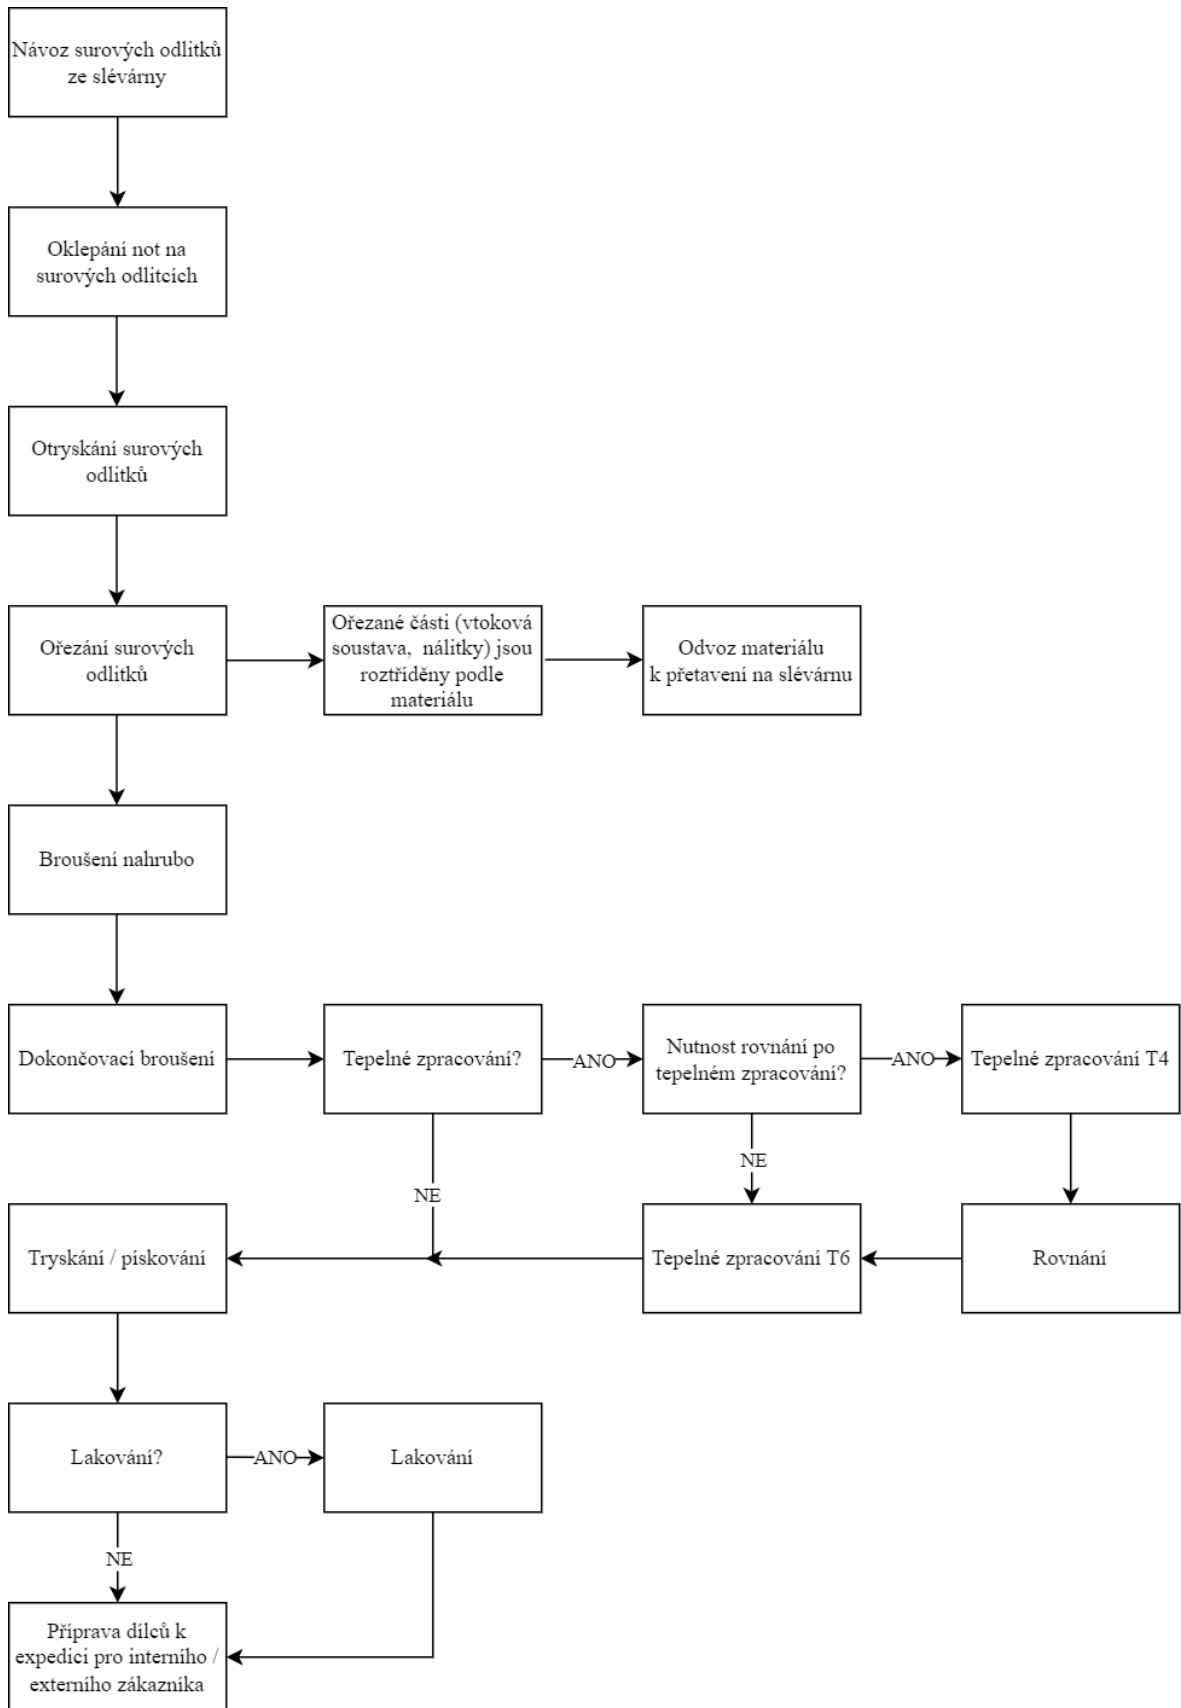 Návoz surových odlitků
ze slévárny
Oklepání not na
surových odlitcích
Otryskání surových
odlitků
Ořezání surových
odlitků
Ořezané části (vtoková
soustava, nálitky) jsou
roztříděny podle
materiálu
Odvoz materiálu
k přetavení na slévárnu
Broušení nahrubo
Dokončovací broušení
Tepelné zpracování?
ANO
Nutnost rovnání po
tepelném zpracování?
ANO
Tepelné zpracování T4
NE
NE
Tryskání / pískování
Tepelné zpracování T6
Rovnání
Lakování?
ANO
Lakování
NE
Příprava dílců k
expedici pro interního /
externího zákazníka